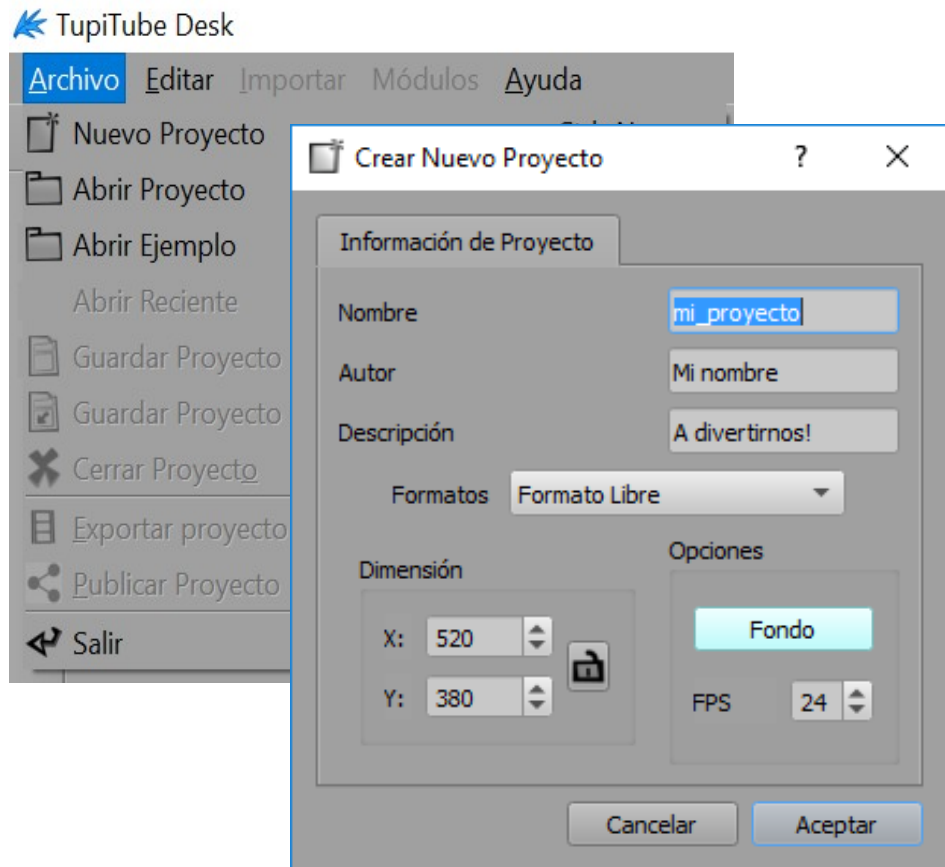 TupiTube Desk
Archivo Editar Importar Módulos Ayuda
Nuevo Proyecto
Abrir Proyecto
Abrir Ejemplo
Abrir Reciente
Guardar Proyecto
Guardar Proyecto
Cerrar Proyecto
Exportar proyecto
Publicar Proyecto
Salir
Crear Nuevo Proyecto ? X
Información de Proyecto
Nombre mi_proyecto
Autor Mi nombre
Descripción A divertirnos!
Formatos Formato Libre
Dimensión
X: 520
Y: 380
Opciones
Fondo
FPS 24
Cancelar Aceptar